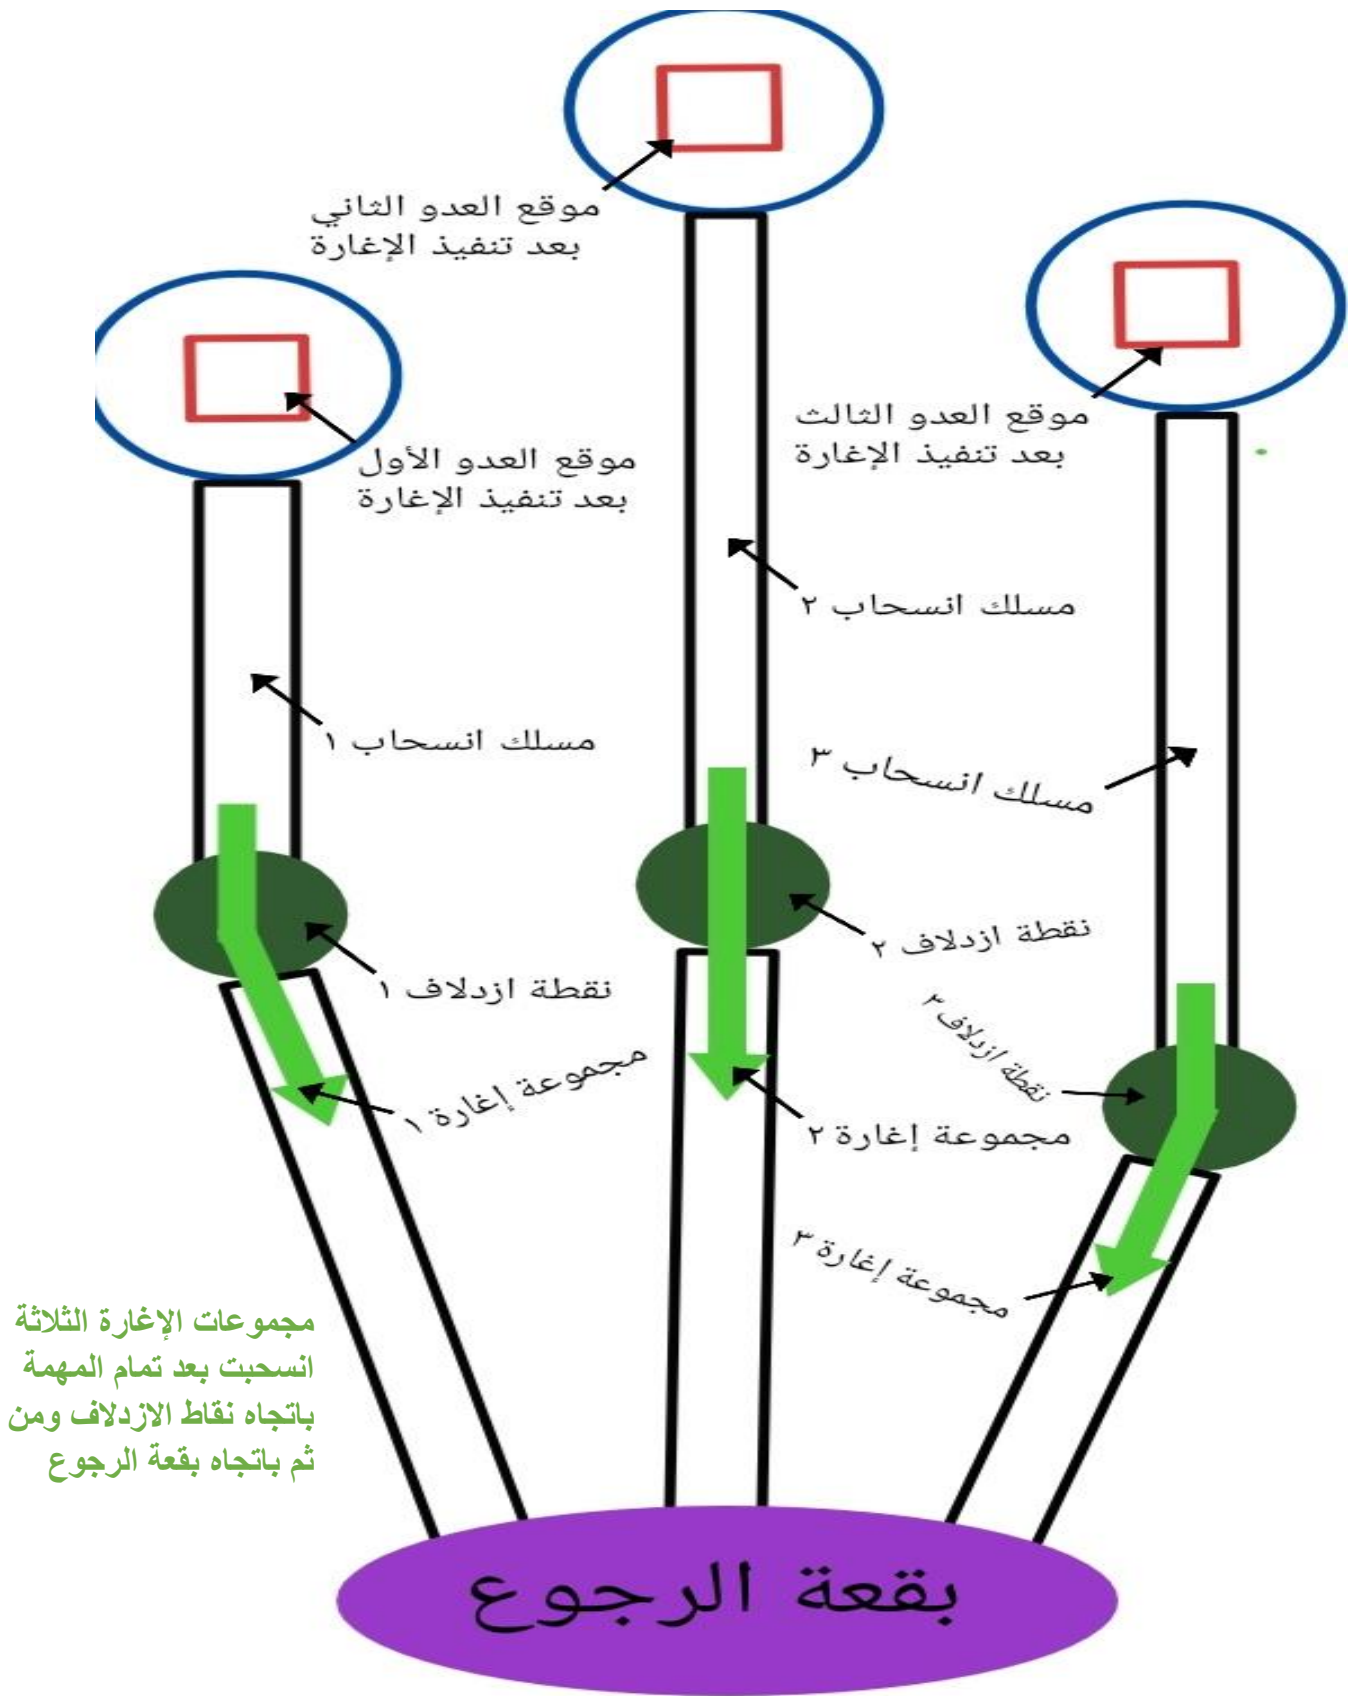 موقع العدو الثاني
بعد تنفيذ الإغارة
موقع العدو الثالث
بعد تنفيذ الإغارة
موقع العدو الأول
بعد تنفيذ الإغارة
مسلك انسحاب ٢
مسلك انسحاب ١
مسلك انسحاب ٣
نقطة ازدلاف ٢
نقطة ازدلاف ١
نقطة ازدلاف ٣
مجموعة إغارة ١
مجموعة إغارة ٢
مجموعة إغارة ٣
مجموعات الإغارة الثلاثة
انسحبت بعد تمام المهمة
باتجاه نقاط الازدلاف ومن
ثم باتجاه بقعة الرجوع
بقعة الرجوع